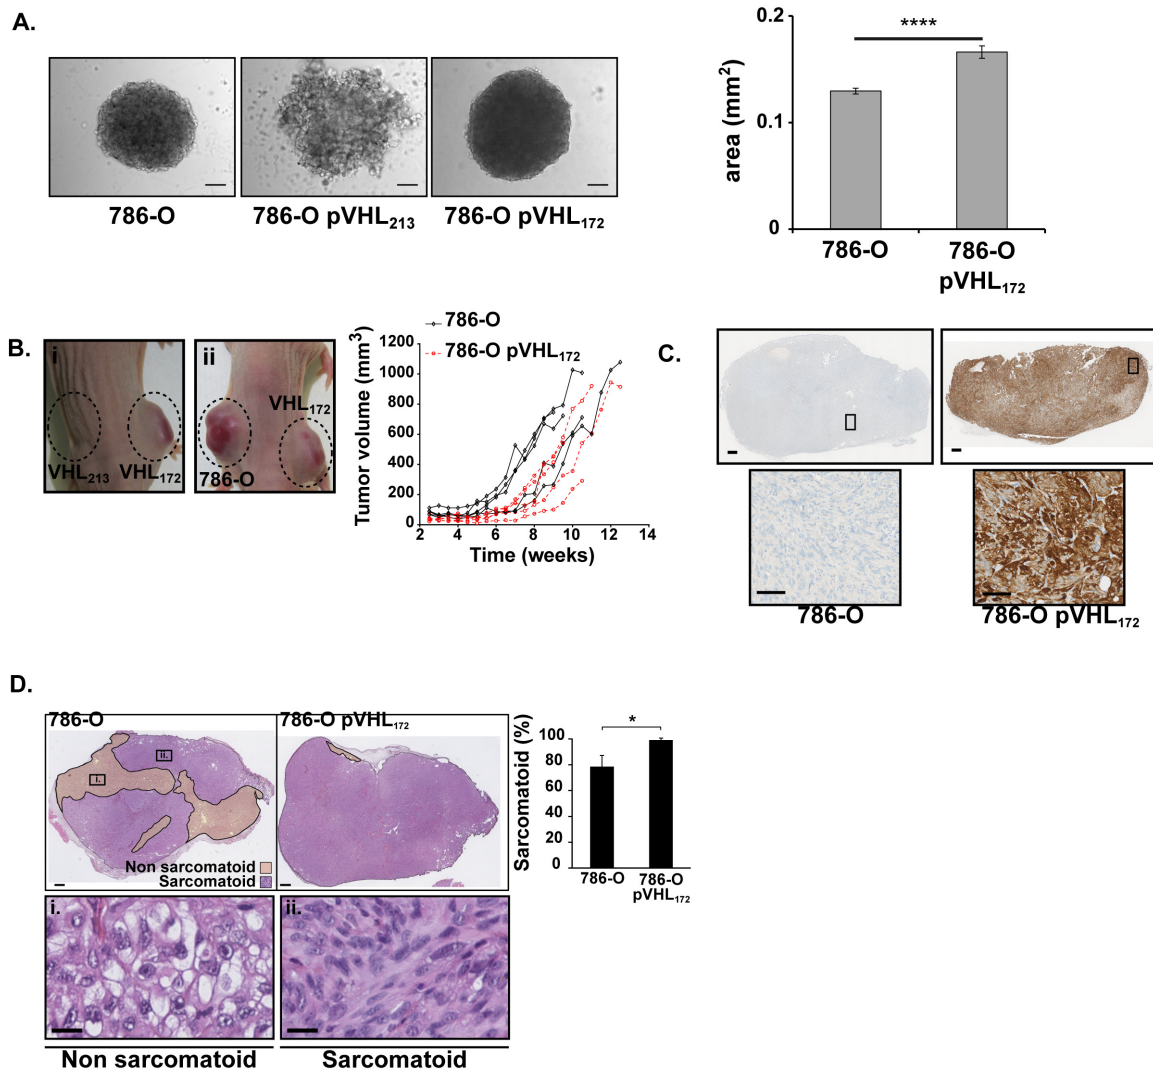 A.
786-O
786-O pVHL₂₁₃
786-O pVHL₁₇₂
area (mm²)
0.2
0.1
0
****
786-O
786-O
pVHL₁₇₂
B.
i
VHL₂₁₃
VHL₁₇₂
ii
VHL₁₇₂
786-O
786-O
786-O pVHL₁₇₂
Tumor volume (mm³)
1200
1000
800
600
400
200
0
2 4 6 8 10 12 14
Time (weeks)
C.
786-O
786-O pVHL₁₇₂
D.
786-O
i.
ii.
Non sarcomatoid
Sarcomatoid
786-O pVHL₁₇₂
Sarcomatoid (%)
100
80
60
40
20
0
*
786-O
786-O
pVHL₁₇₂
i.
Non sarcomatoid
ii.
Sarcomatoid